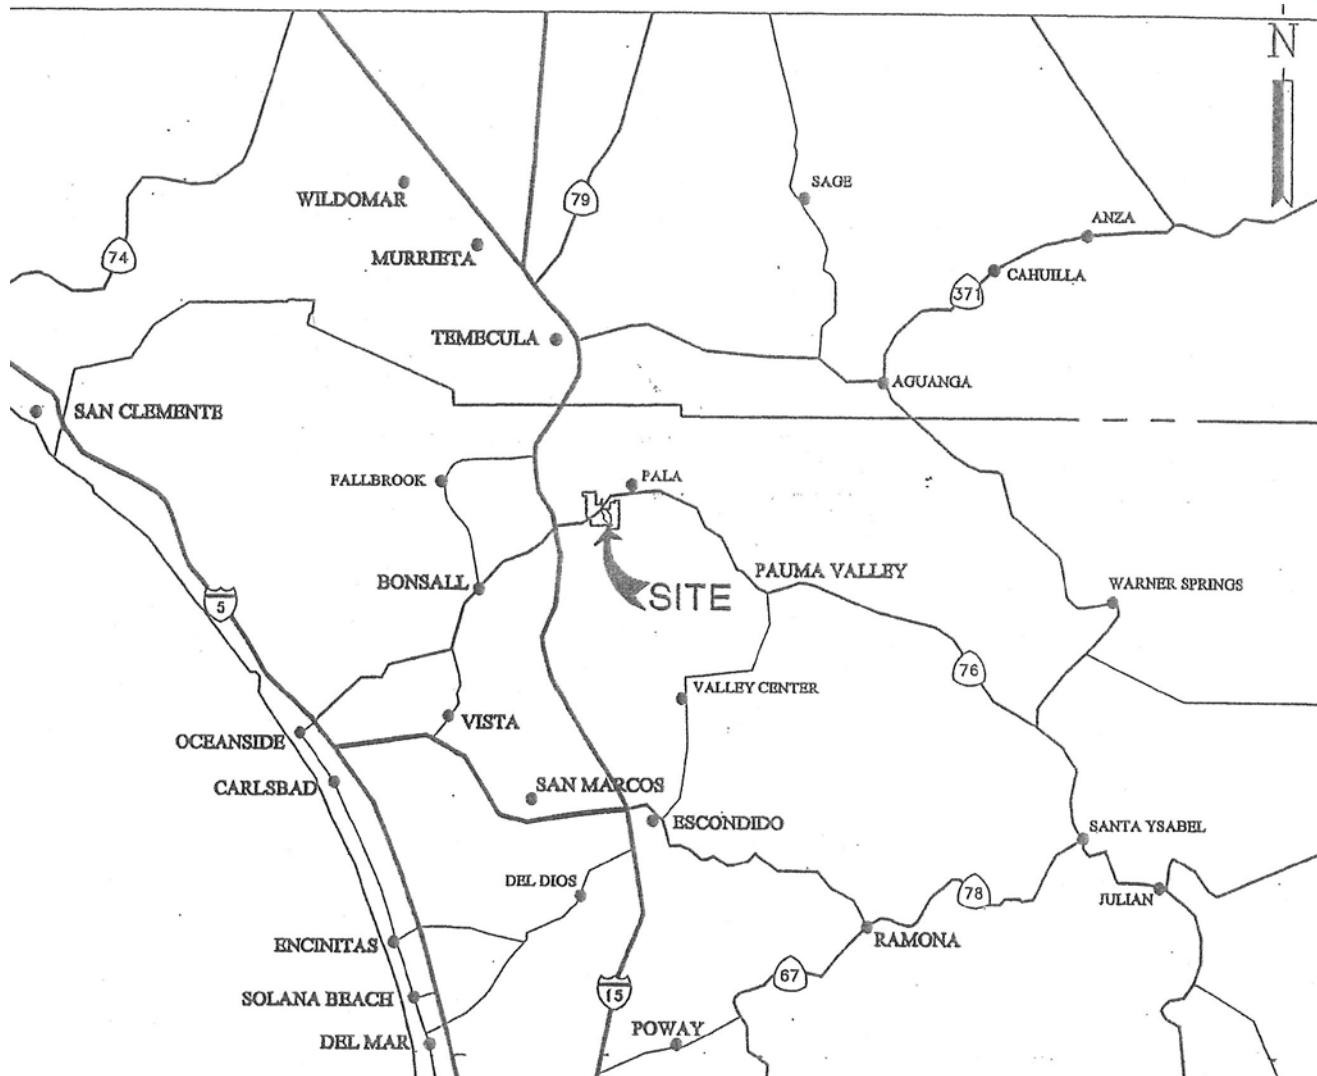 N
SAGE
WILDOMAR
79
ANZA
MURRIETA
74
CAHUILLA
371
TEMECULA
AGUANGA
SAN CLEMENTE
FALLBROOK
PALA
BONSALL
PAUMA VALLEY
WARNER SPRINGS
5
SITE
76
VALLEY CENTER
VISTA
OCEANSIDE
CARLSBAD
SAN MARCOS
ESCONDIDO
SANTA YSABEL
DEL DIOS
78
JULIAN
ENCINITAS
RAMONA
67
SOLANA BEACH
15
POWAY
DEL MAR